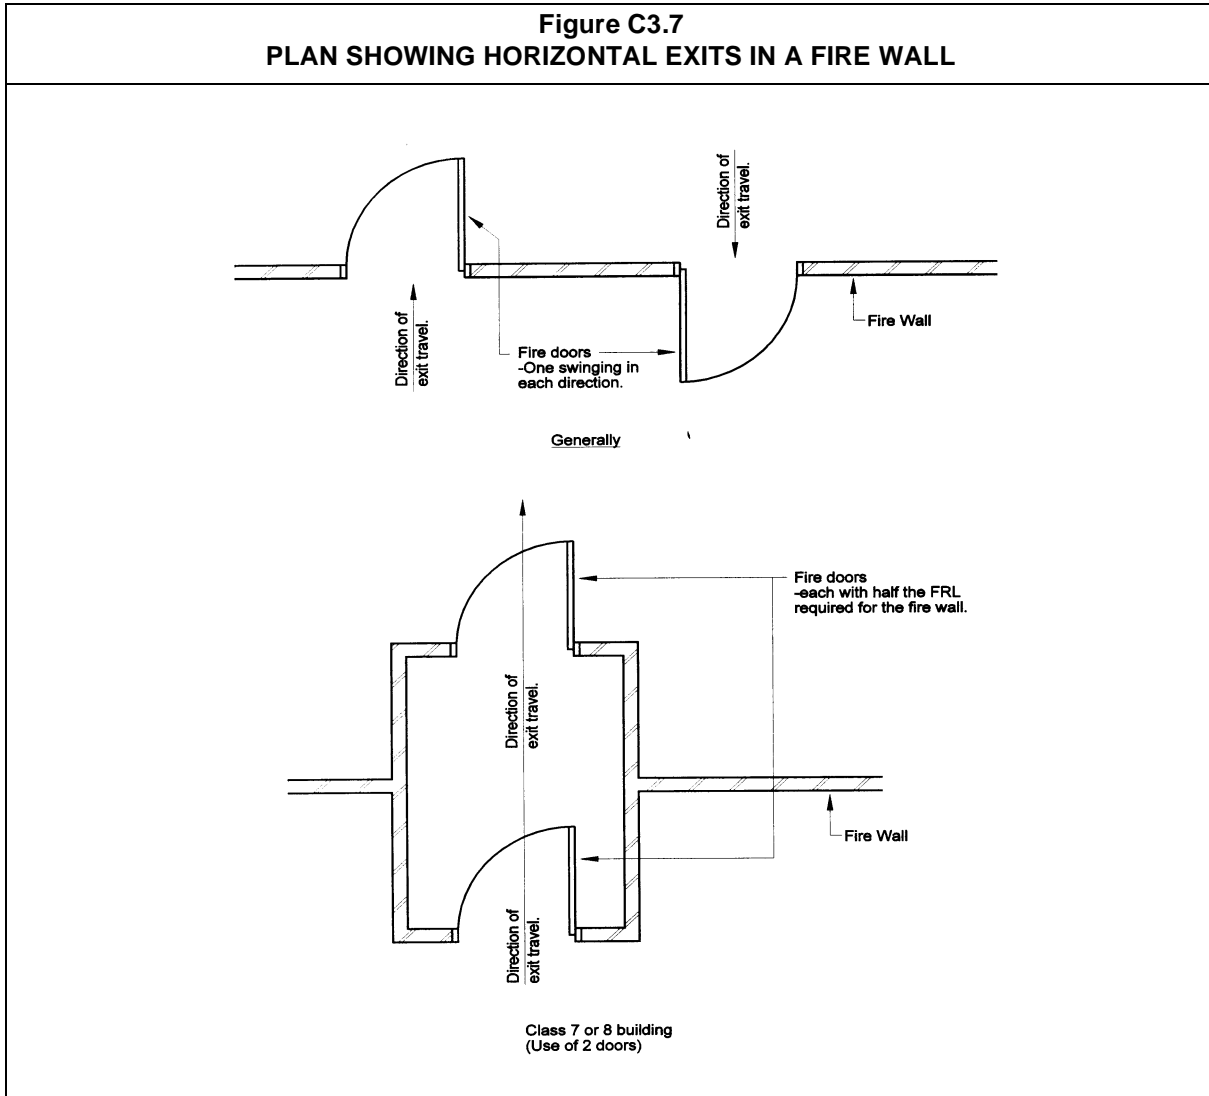 Figure C3.7
PLAN SHOWING HORIZONTAL EXITS IN A FIRE WALL
Direction of
exit travel.
Direction of
exit travel.
Fire Wall
Fire doors
-One swinging in
each direction.
Generally
Fire doors
-each with half the FRL
required for the fire wall.
Direction of
exit travel.
Fire Wall
Direction of
exit travel.
Class 7 or 8 building
(Use of 2 doors)